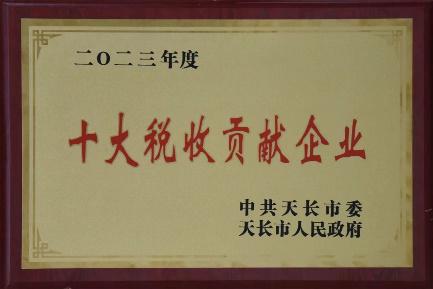 二〇二三年度
十大税收贡献企业
中共天长市委
天长市人民政府